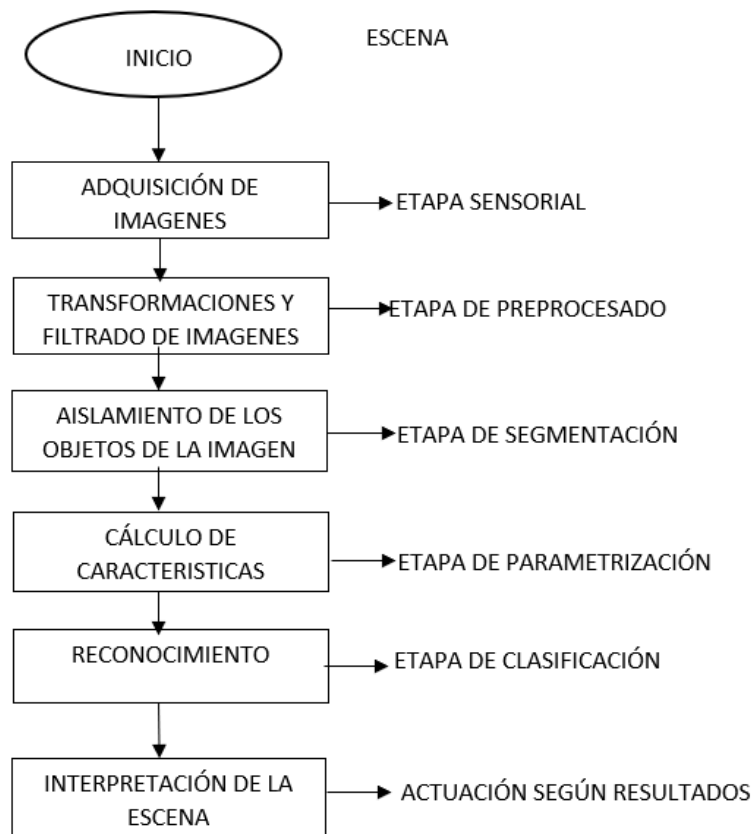 ESCENA
INICIO
ADQUISICIÓN DE
IMAGENES
ETAPA SENSORIAL
TRANSFORMACIONES Y
FILTRADO DE IMAGENES
ETAPA DE PREPROCESADO
AISLAMIENTO DE LOS
OBJETOS DE LA IMAGEN
ETAPA DE SEGMENTACIÓN
CÁLCULO DE
CARACTERISTICAS
ETAPA DE PARAMETRIZACIÓN
RECONOCIMIENTO
ETAPA DE CLASIFICACIÓN
INTERPRETACIÓN DE LA
ESCENA
ACTUACIÓN SEGÚN RESULTADOS